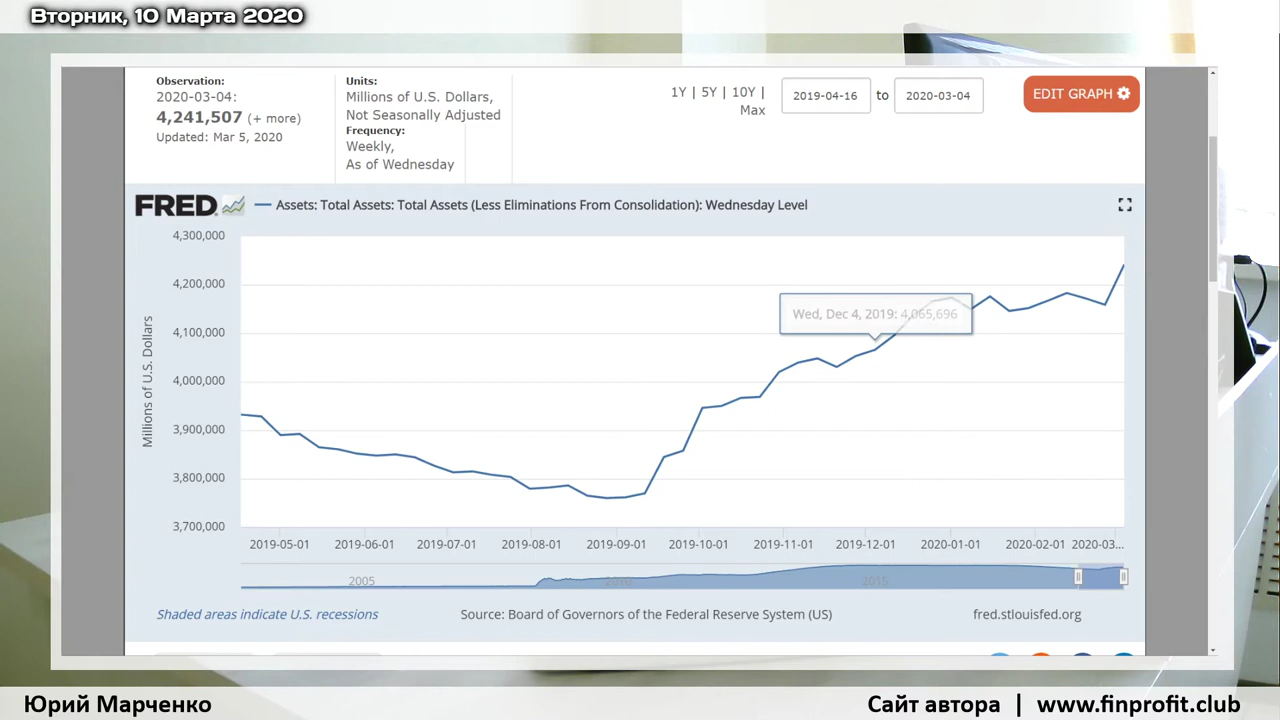 Вторник, 10 Марта 2020
Observation:
2020-03-04:
4,241,507 (+ more)
Updated: Mar 5, 2020
Units:
Millions of U.S. Dollars,
Not Seasonally Adjusted
Frequency:
Weekly,
As of Wednesday
1Y | 5Y | 10Y |
Max
2019-04-16 to 2020-03-04
EDIT GRAPH
FRED
Assets: Total Assets: Total Assets (Less Eliminations From Consolidation): Wednesday Level
Millions of U.S. Dollars
4,300,000
4,200,000
4,100,000
4,000,000
3,900,000
3,800,000
3,700,000
Wed, Dec 4, 2019: 4,065,696
2019-05-01 2019-06-01 2019-07-01 2019-08-01 2019-09-01 2019-10-01 2019-11-01 2019-12-01 2020-01-01 2020-02-01 2020-03...
2005 2010 2015
Shaded areas indicate U.S. recessions
Source: Board of Governors of the Federal Reserve System (US)
fred.stlouisfed.org
Юрий Марченко
Сайт автора | www.finprofit.club